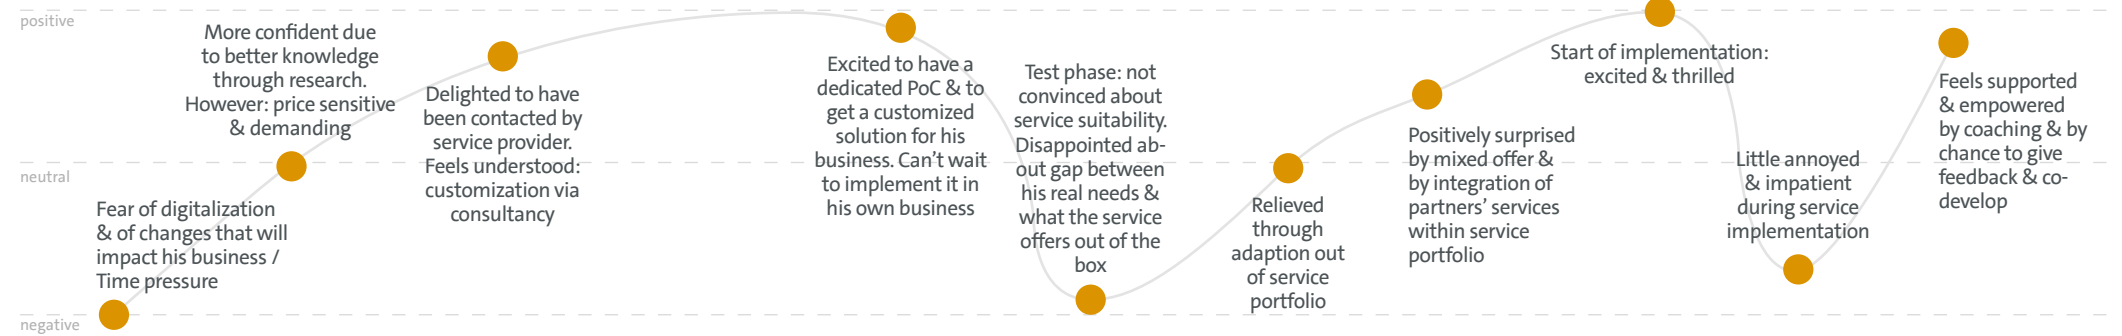 positive
neutral
negative
Fear of digitalization
& of changes that will
impact his business /
Time pressure
More confident due
to better knowledge
through research.
However: price sensitive
& demanding
Delighted to have
been contacted by
service provider.
Feels understood:
customization via
consultancy
Excited to have a
dedicated PoC & to
get a customized
solution for his
business. Can’t wait
to implement it in
his own business
Test phase: not
convinced about
service suitability.
Disappointed ab-
out gap between
his real needs &
what the service
offers out of the
box
Relieved
through
adaption out
of service
portfolio
Positively surprised
by mixed offer &
by integration of
partners’ services
within service
portfolio
Start of implementation:
excited & thrilled
Little annoyed
& impatient
during service
implementation
Feels supported
& empowered
by coaching & by
chance to give
feedback & co-
develop